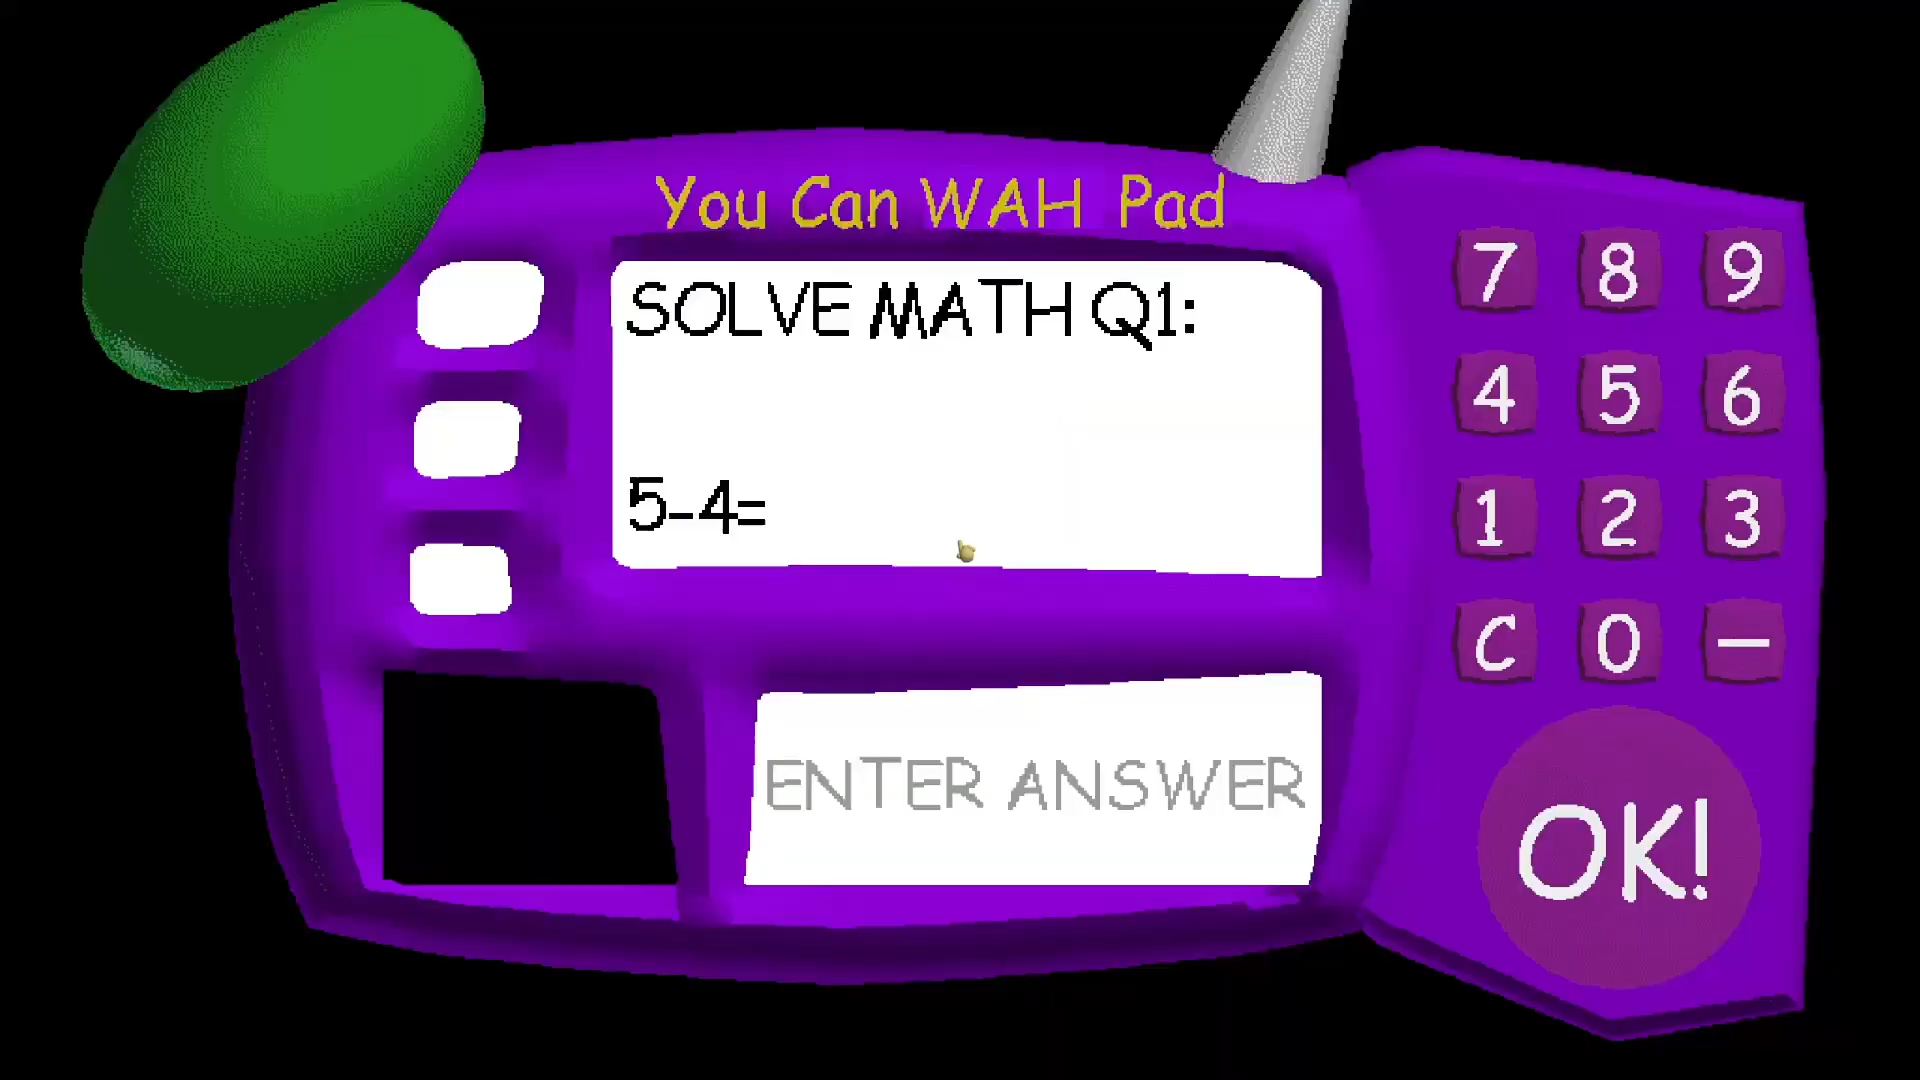 You Can WAH Pad
SOLVE MATH Q1:
5-4=
ENTER ANSWER
7 8 9
4 5 6
1 2 3
C 0 –
OK!